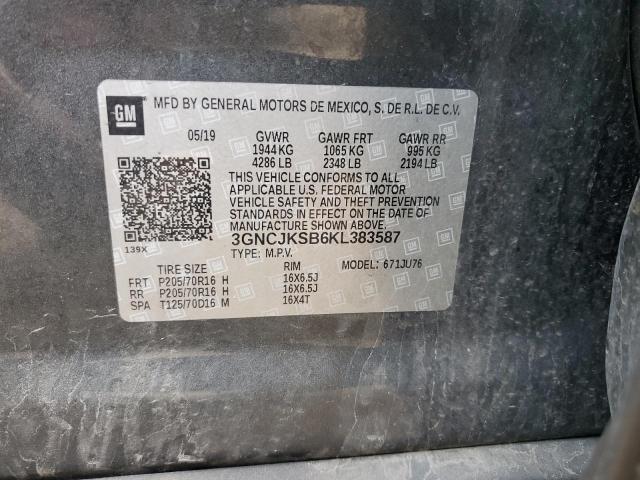 GM MFD BY GENERAL MOTORS DE MEXICO, S. DE R.L. DE C.V.
05/19 GVWR GAWR FRT GAWR RR
1944 KG 1065 KG 995 KG
4286 LB 2348 LB 2194 LB
THIS VEHICLE CONFORMS TO ALL
APPLICABLE U.S. FEDERAL MOTOR
VEHICLE SAFETY AND THEFT PREVENTION
STANDARDS IN EFFECT ON THE DATE OF
MANUFACTURE SHOWN ABOVE.
139X 3GNCJKSB6KL383587
TYPE: M.P.V.
TIRE SIZE RIM MODEL: 671JU76
FRT P205/70R16 H 16X6.5J
RR P205/70R16 H 16X6.5J
SPA T125/70D16 M 16X4T